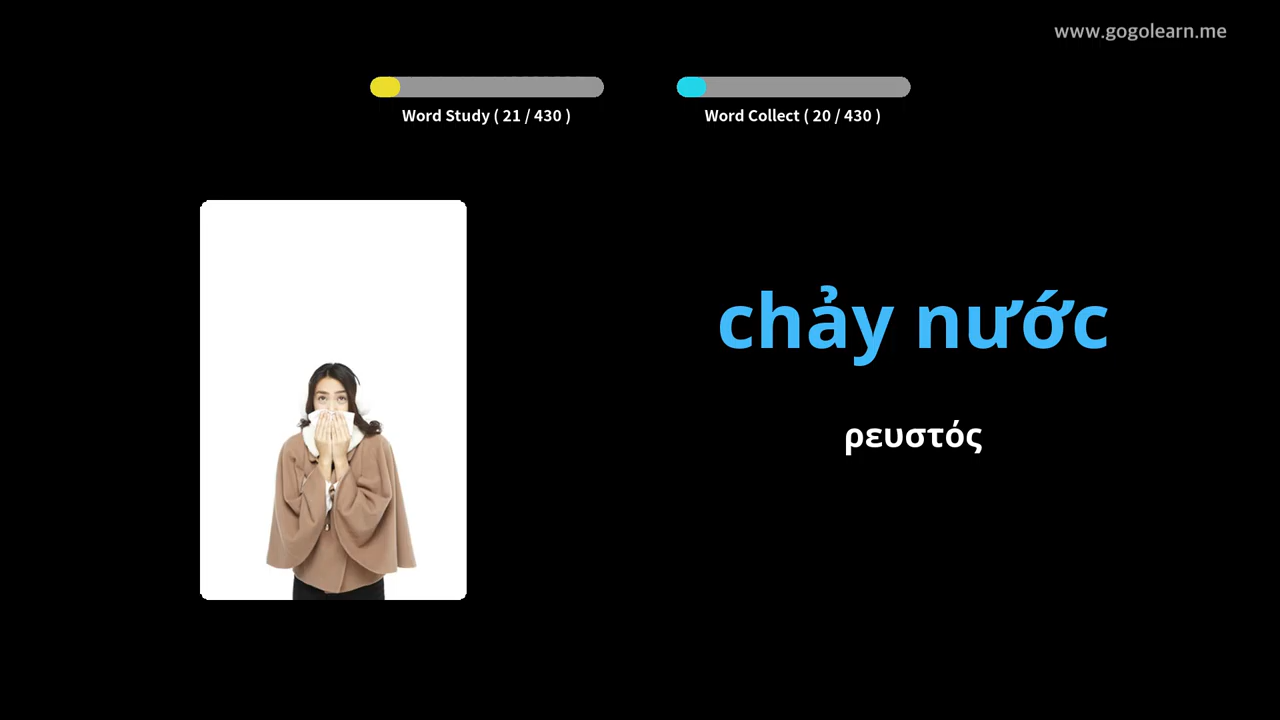 www.gogolearn.me
Word Study ( 21 / 430 )
Word Collect ( 20 / 430 )
chảy nước
ρευστός